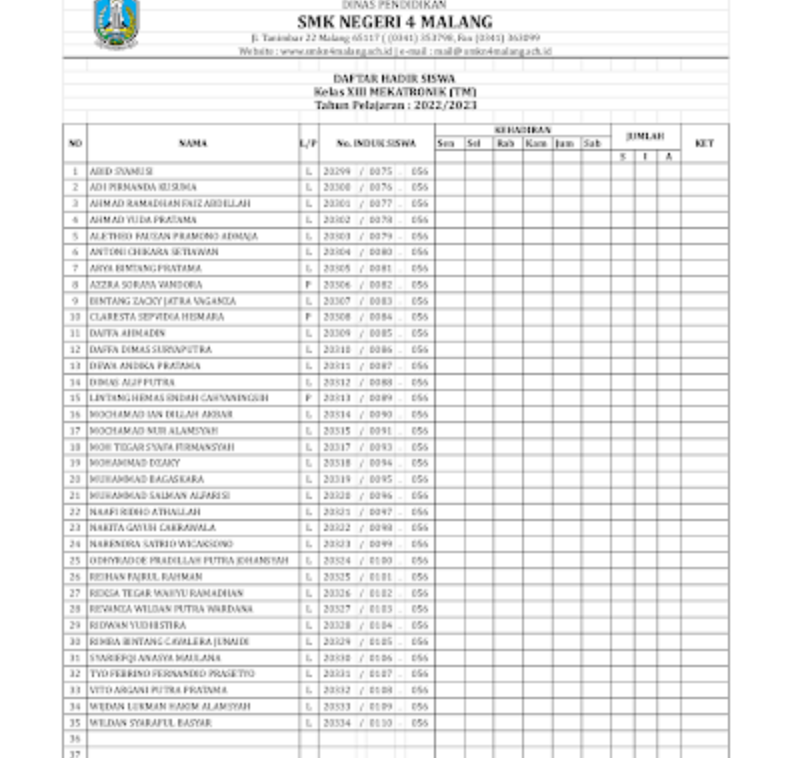 DINAS PENDIDIKAN
SMK NEGERI 4 MALANG
Jl. Tanimbar 22 Malang 65117 ( (0341) 353798, Fax (0341) 363099
Website : www.smkn4malang.sch.id | e-mail : mail@smkn4malang.sch.id
DAFTAR HADIR SISWA
Kelas XIII MEKATRONIK (TM)
Tahun Pelajaran : 2022/2023
NO NAMA L/P No. INDUK SISWA KEHADIRAN JUMLAH KET
Sen Sel Rab Kam Jum Sab
S I A
1 ABID SYAMUSI L 20299 / 0075 . 056
2 ADI PIRNANDA KUSUMA L 20300 / 0076 . 056
3 AHMAD RAMADHAN FAIZ ABDILLAH L 20301 / 0077 . 056
4 AHMAD YUDA PRATAMA L 20302 / 0078 . 056
5 ALETHEO FAUZAN PRAMONO ADMAJA L 20303 / 0079 . 056
6 ANTONI CHIKARA SETIAWAN L 20304 / 0080 . 056
7 ARYA BINTANG PRATAMA L 20305 / 0081 . 056
8 AZZRA SORAYA VANDORA P 20306 / 0082 . 056
9 BINTANG ZACKY JATRA VAGANZA L 20307 / 0083 . 056
10 CLARESTA SEPVIDIA HISMARA P 20308 / 0084 . 056
11 DAFFA AHMADIN L 20309 / 0085 . 056
12 DAFFA DIMAS SURYAPUTRA L 20310 / 0086 . 056
13 DEWA ANDIKA PRATAMA L 20311 / 0087 . 056
14 DIMAS ALIF PUTRA L 20312 / 0088 . 056
15 LINTANG HEMAS ENDAH CAHYANINGSIH P 20313 / 0089 . 056
16 MOCHAMAD IAN DILLAH AKBAR L 20314 / 0090 . 056
17 MOCHAMAD NUR ALAMSYAH L 20315 / 0091 . 056
18 MOH TEGAR SYAFA FIRMANSYAH L 20317 / 0093 . 056
19 MOHAMMAD DZAKY L 20318 / 0094 . 056
20 MUHAMMAD BAGASKARA L 20319 / 0095 . 056
21 MUHAMMAD SALMAN ALFARISI L 20320 / 0096 . 056
22 NAAFI RIDHO ATHALLAH L 20321 / 0097 . 056
23 NAKITA GAYUH CAKRAWALA L 20322 / 0098 . 056
24 NARENDRA SATRIO WICAKSONO L 20323 / 0099 . 056
25 ODHYRADOE FRADILLAH PUTRA JOHANSYAH L 20324 / 0100 . 056
26 REIHAN FAJRUL RAHMAN L 20325 / 0101 . 056
27 REKSA TEGAR WAHYU RAMADHAN L 20326 / 0102 . 056
28 REVANZA WILDAN PUTRA WARDANA L 20327 / 0103 . 056
29 RIDWAN YUDHISTIRA L 20328 / 0104 . 056
30 RIMBA BINTANG CAVALERA JUNAIDI L 20329 / 0105 . 056
31 SYARIEFQI ANASYA MAULANA L 20330 / 0106 . 056
32 TYO FEBRINO FERNANDIO PRASETYO L 20331 / 0107 . 056
33 VITO ARGANI PUTRA PRATAMA L 20332 / 0108 . 056
34 WIJDAN LUKMAN HAKIM ALAMSYAH L 20333 / 0109 . 056
35 WILDAN SYARAFUL BASYAR L 20334 / 0110 . 056
36
37